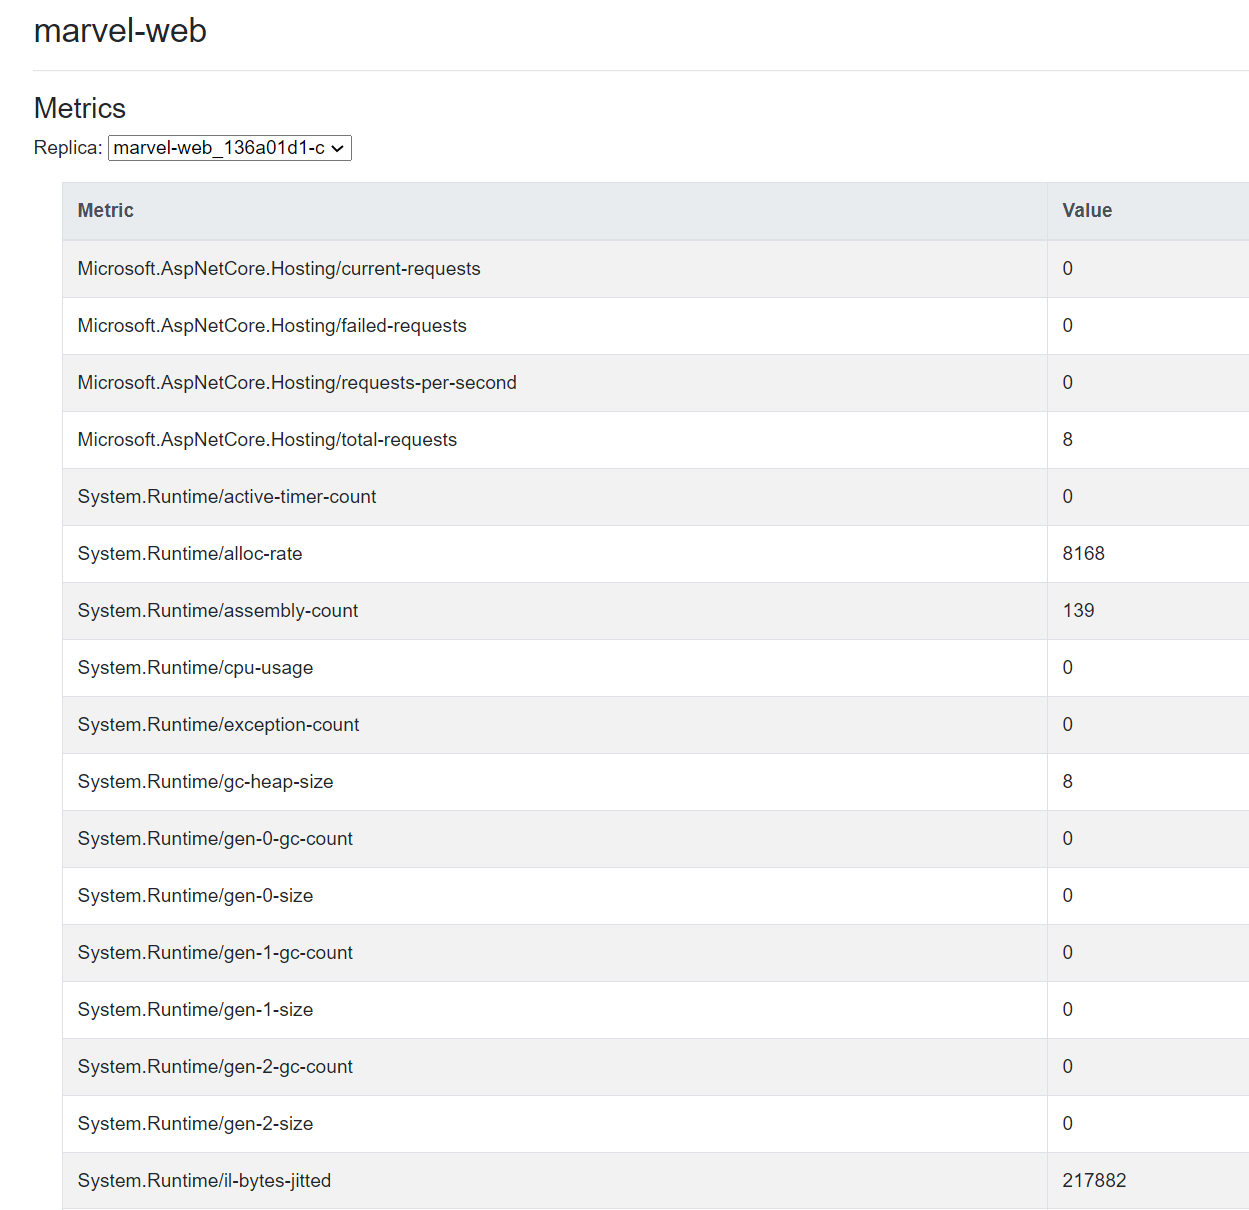 marvel-web
Metrics
Replica: marvel-web_136a01d1-c
Metric Value
Microsoft.AspNetCore.Hosting/current-requests 0
Microsoft.AspNetCore.Hosting/failed-requests 0
Microsoft.AspNetCore.Hosting/requests-per-second 0
Microsoft.AspNetCore.Hosting/total-requests 8
System.Runtime/active-timer-count 0
System.Runtime/alloc-rate 8168
System.Runtime/assembly-count 139
System.Runtime/cpu-usage 0
System.Runtime/exception-count 0
System.Runtime/gc-heap-size 8
System.Runtime/gen-0-gc-count 0
System.Runtime/gen-0-size 0
System.Runtime/gen-1-gc-count 0
System.Runtime/gen-1-size 0
System.Runtime/gen-2-gc-count 0
System.Runtime/gen-2-size 0
System.Runtime/il-bytes-jitted 217882